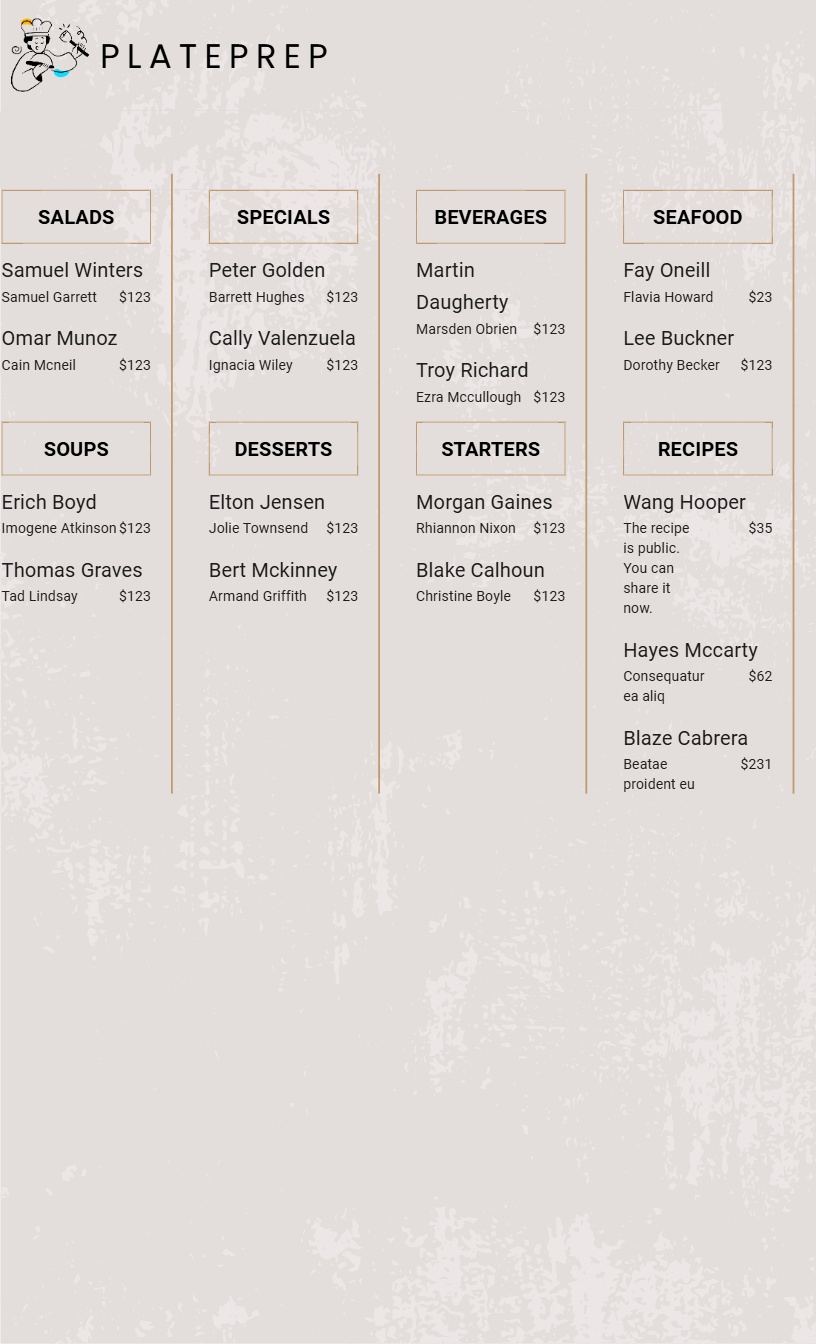 PLATEPREP
SALADS
Samuel Winters
Samuel Garrett $123
Omar Munoz
Cain Mcneil $123
SPECIALS
Peter Golden
Barrett Hughes $123
Cally Valenzuela
Ignacia Wiley $123
BEVERAGES
Martin
Daugherty
Marsden Obrien $123
Troy Richard
Ezra Mccullough $123
SEAFOOD
Fay Oneill
Flavia Howard $23
Lee Buckner
Dorothy Becker $123
SOUPS
Erich Boyd
Imogene Atkinson $123
Thomas Graves
Tad Lindsay $123
DESSERTS
Elton Jensen
Jolie Townsend $123
Bert Mckinney
Armand Griffith $123
STARTERS
Morgan Gaines
Rhiannon Nixon $123
Blake Calhoun
Christine Boyle $123
RECIPES
Wang Hooper
The recipe $35
is public.
You can
share it
now.
Hayes Mccarty
Consequatur $62
ea aliq
Blaze Cabrera
Beatae $231
proident eu